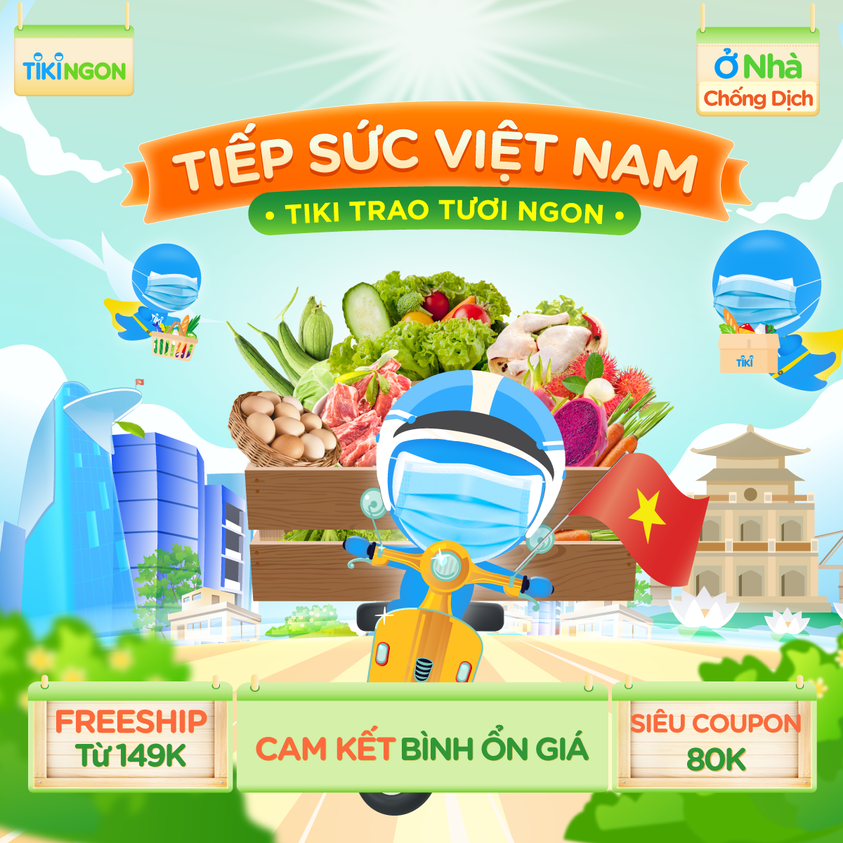 TIKINGON
Ở Nhà
Chống Dịch
TIẾP SỨC VIỆT NAM
• TIKI TRAO TƯƠI NGON •
TIKI
FREESHIP
Từ 149K
CAM KẾT BÌNH ỔN GIÁ
SIÊU COUPON
80K